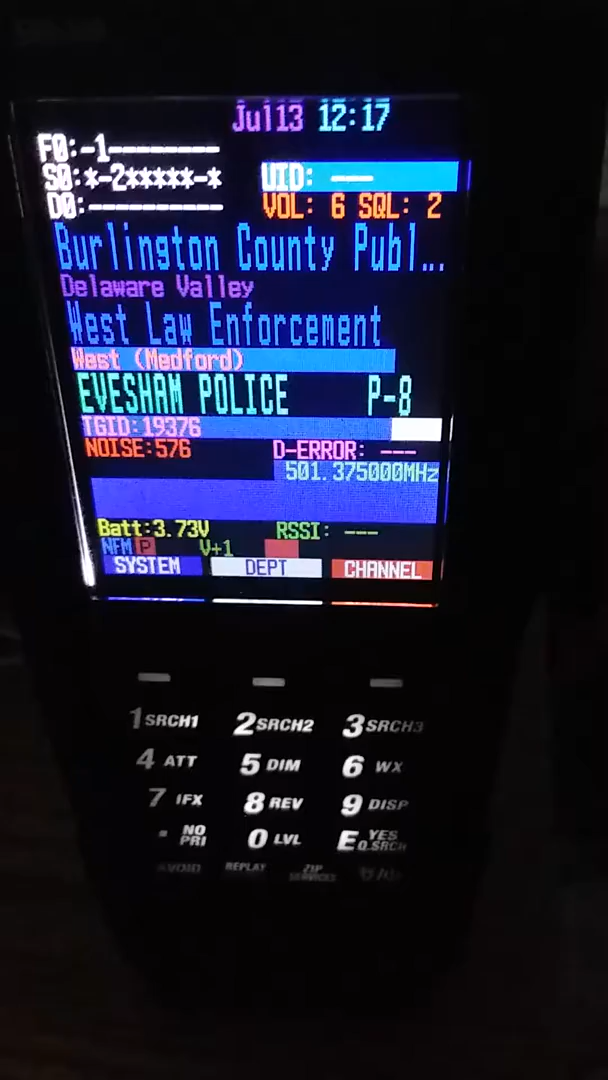 Jul13 12:17
F0:-1--------
S0:*-2*****-* UID: ---
D0:---------- VOL: 6 SQL: 2
Burlington County Publ...
Delaware Valley
West Law Enforcement
West (Medford)
EVESHAM POLICE P-8
TGID:19376
NOISE:576 D-ERROR: ---
501.375000MHz
Batt:3.73V RSSI: ---
NFM P V+1
SYSTEM DEPT CHANNEL
1 SRCH1 2 SRCH2 3 SRCH3
4 ATT 5 DIM 6 WX
7 IFX 8 REV 9 DISP
. NO PRI 0 LVL E YES Q.SRCH
AVOID REPLAY ZIP SERVICES